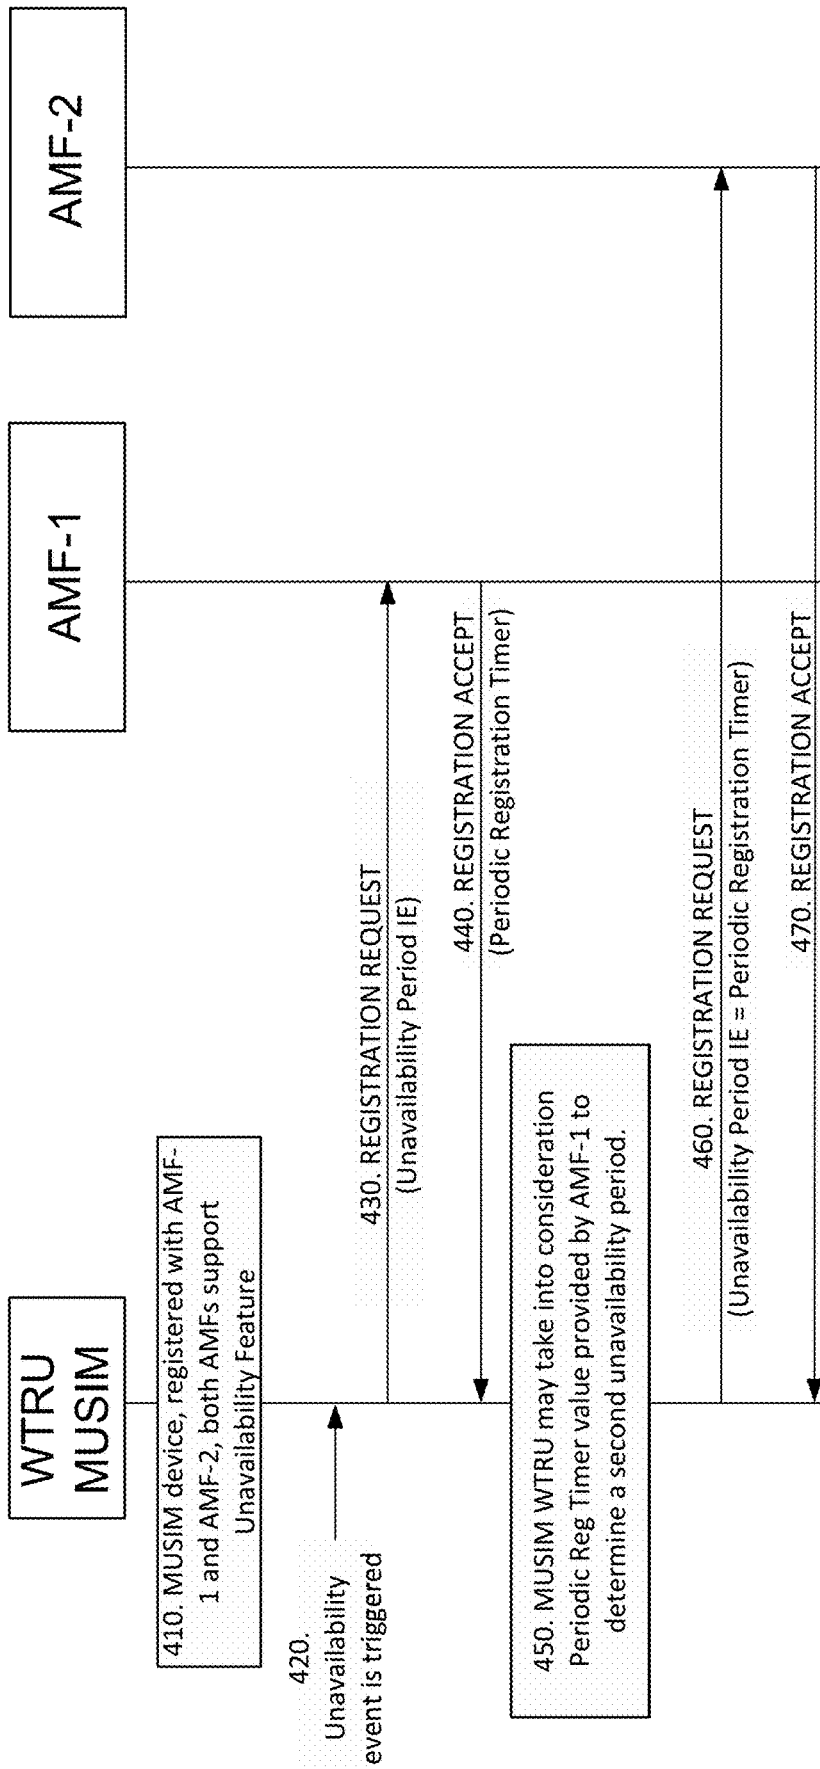 WTRU
MUSIM
AMF-1
AMF-2
410. MUSIM device, registered with AMF-
1 and AMF-2, both AMFs support
Unavailability Feature
420.
Unavailability
event is triggered
430. REGISTRATION REQUEST
(Unavailability Period IE)
440. REGISTRATION ACCEPT
(Periodic Registration Timer)
450. MUSIM WTRU may take into consideration
Periodic Reg Timer value provided by AMF-1 to
determine a second unavailability period.
460. REGISTRATION REQUEST
(Unavailability Period IE = Periodic Registration Timer)
470. REGISTRATION ACCEPT